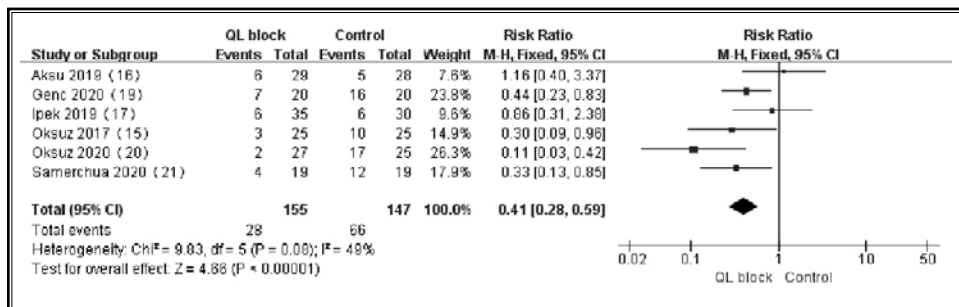 QL block Control Risk Ratio Risk Ratio
Study or Subgroup Events Total Events Total Weight M-H, Fixed, 95% CI M-H, Fixed, 95% CI
Aksu 2019 (16) 6 29 5 28 7.6% 1.16 [0.40, 3.37]
Genc 2020 (19) 7 20 16 20 23.8% 0.44 [0.23, 0.83]
Ipek 2019 (17) 6 35 6 30 9.6% 0.86 [0.31, 2.38]
Oksuz 2017 (15) 3 25 10 25 14.9% 0.30 [0.09, 0.96]
Oksuz 2020 (20) 2 27 17 25 26.3% 0.11 [0.03, 0.42]
Samerchua 2020 (21) 4 19 12 19 17.9% 0.33 [0.13, 0.85]
Total (95% CI) 155 147 100.0% 0.41 [0.28, 0.59]
Total events 28 66
Heterogeneity: Chi² = 9.83, df = 5 (P = 0.08); I² = 49%
Test for overall effect: Z = 4.66 (P < 0.00001)
0.02 0.1 1 10 50
QL block Control